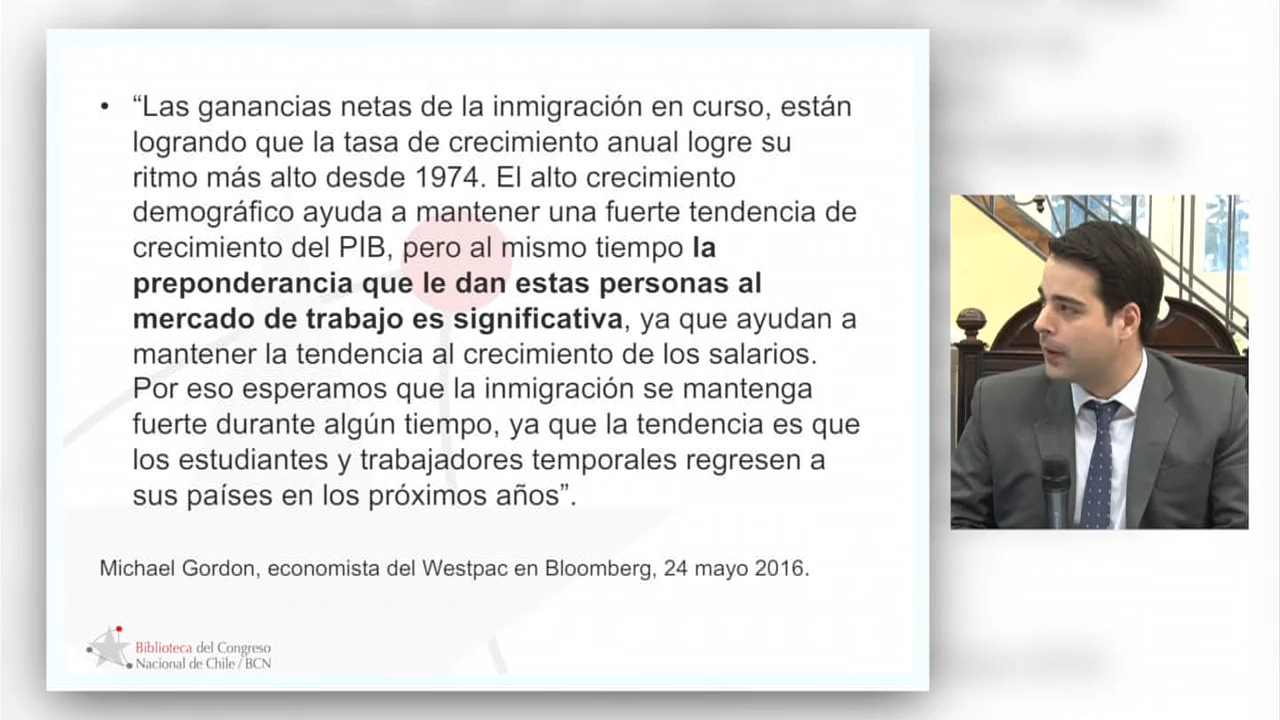 • “Las ganancias netas de la inmigración en curso, están
logrando que la tasa de crecimiento anual logre su
ritmo más alto desde 1974. El alto crecimiento
demográfico ayuda a mantener una fuerte tendencia de
crecimiento del PIB, pero al mismo tiempo la
preponderancia que le dan estas personas al
mercado de trabajo es significativa, ya que ayudan a
mantener la tendencia al crecimiento de los salarios.
Por eso esperamos que la inmigración se mantenga
fuerte durante algún tiempo, ya que la tendencia es que
los estudiantes y trabajadores temporales regresen a
sus países en los próximos años”.
Michael Gordon, economista del Westpac en Bloomberg, 24 mayo 2016.
Biblioteca del Congreso
Nacional de Chile / BCN